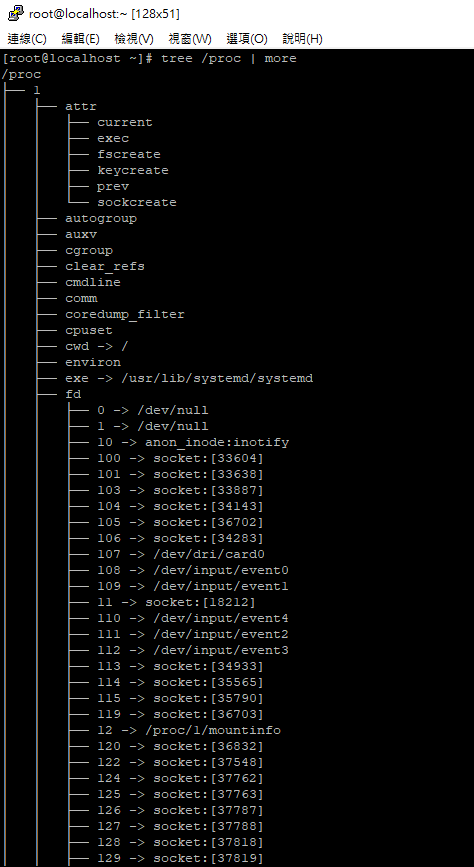 root@localhost:~ [128x51]
連線(C) 編輯(E) 檢視(V) 視窗(W) 選項(O) 說明(H)
[root@localhost ~]# tree /proc | more
/proc
├── 1
│   ├── attr
│   │   ├── current
│   │   ├── exec
│   │   ├── fscreate
│   │   ├── keycreate
│   │   ├── prev
│   │   └── sockcreate
│   ├── autogroup
│   ├── auxv
│   ├── cgroup
│   ├── clear_refs
│   ├── cmdline
│   ├── comm
│   ├── coredump_filter
│   ├── cpuset
│   ├── cwd -> /
│   ├── environ
│   ├── exe -> /usr/lib/systemd/systemd
│   ├── fd
│   │   ├── 0 -> /dev/null
│   │   ├── 1 -> /dev/null
│   │   ├── 10 -> anon_inode:inotify
│   │   ├── 100 -> socket:[33604]
│   │   ├── 101 -> socket:[33638]
│   │   ├── 103 -> socket:[33887]
│   │   ├── 104 -> socket:[34143]
│   │   ├── 105 -> socket:[36702]
│   │   ├── 106 -> socket:[34283]
│   │   ├── 107 -> /dev/dri/card0
│   │   ├── 108 -> /dev/input/event0
│   │   ├── 109 -> /dev/input/event1
│   │   ├── 11 -> socket:[18212]
│   │   ├── 110 -> /dev/input/event4
│   │   ├── 111 -> /dev/input/event2
│   │   ├── 112 -> /dev/input/event3
│   │   ├── 113 -> socket:[34933]
│   │   ├── 114 -> socket:[35565]
│   │   ├── 115 -> socket:[35790]
│   │   ├── 119 -> socket:[36703]
│   │   ├── 12 -> /proc/1/mountinfo
│   │   ├── 120 -> socket:[36832]
│   │   ├── 122 -> socket:[37548]
│   │   ├── 124 -> socket:[37762]
│   │   ├── 125 -> socket:[37763]
│   │   ├── 126 -> socket:[37787]
│   │   ├── 127 -> socket:[37788]
│   │   ├── 128 -> socket:[37818]
│   │   ├── 129 -> socket:[37819]